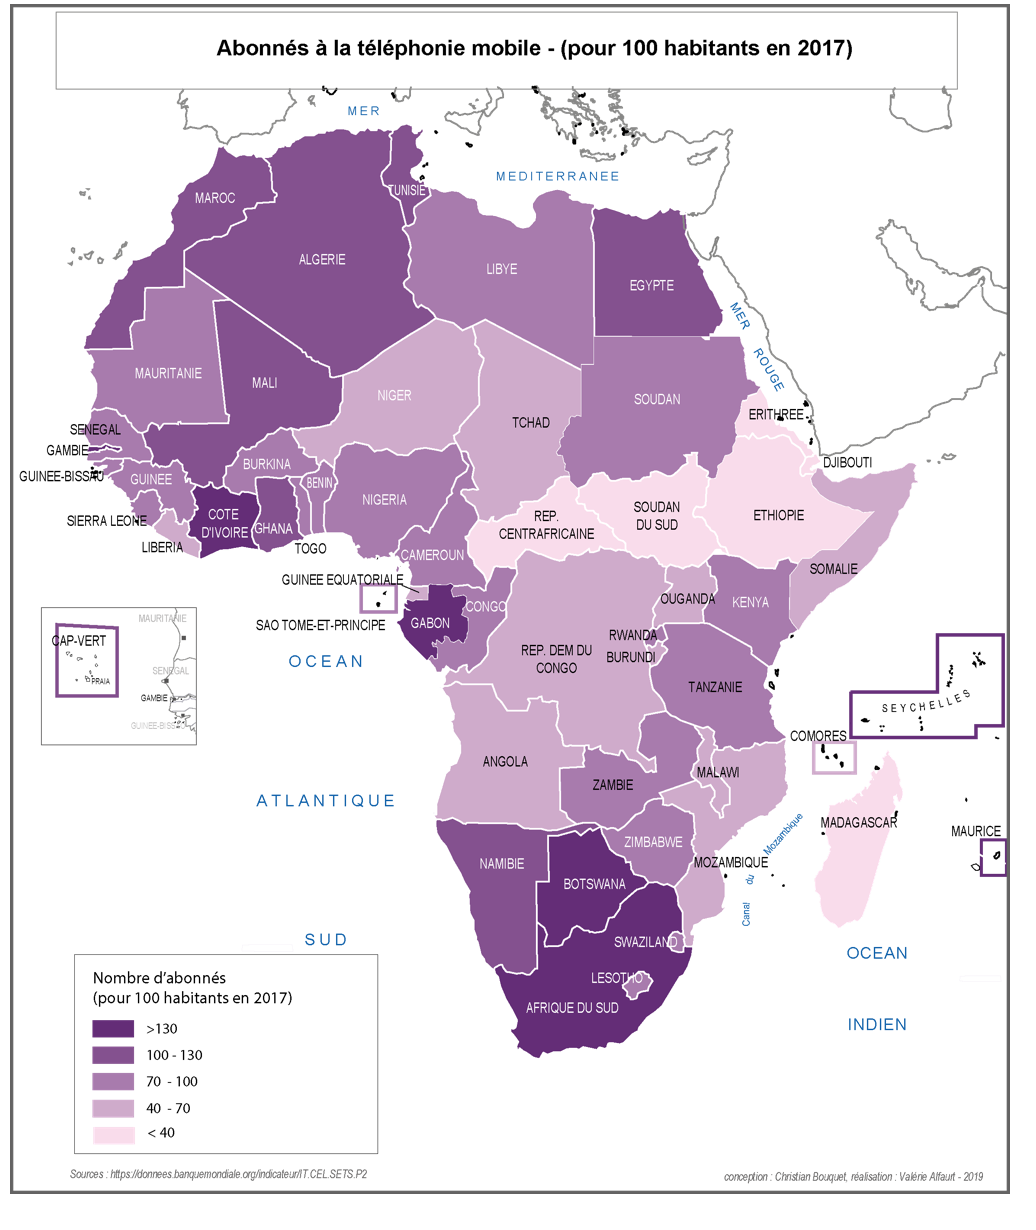 Abonnés à la téléphonie mobile - (pour 100 habitants en 2017)
MER
MEDITERRANEE
MAROC
TUNISIE
ALGERIE
LIBYE
EGYPTE
MER
ROUGE
MAURITANIE
MALI
NIGER
TCHAD
SOUDAN
ERITHREE
SENEGAL
GAMBIE
DJIBOUTI
GUINEE-BISSAU
GUINEE
BURKINA
BENIN
NIGERIA
SIERRA LEONE
COTE
D'IVOIRE
GHANA
LIBERIA
TOGO
REP.
CENTRAFRICAINE
SOUDAN
DU SUD
ETHIOPIE
CAMEROUN
SOMALIE
GUINEE EQUATORIALE
SAO TOME-ET-PRINCIPE
GABON
CONGO
OUGANDA
KENYA
RWANDA
BURUNDI
REP. DEM DU
CONGO
TANZANIE
MAURITANIE
CAP-VERT
SENEGAL
PRAIA
GAMBIE
GUINEE-BISSAU
OCEAN
SEYCHELLES
COMORES
ANGOLA
ZAMBIE
MALAWI
ATLANTIQUE
MADAGASCAR
MAURICE
ZIMBABWE
MOZAMBIQUE
Canal du Mozambique
NAMIBIE
BOTSWANA
SUD
SWAZILAND
LESOTHO
AFRIQUE DU SUD
OCEAN
INDIEN
Nombre d'abonnés
(pour 100 habitants en 2017)
>130
100 - 130
70 - 100
40 - 70
< 40
Sources : https://donnees.banquemondiale.org/indicateur/IT.CEL.SETS.P2
conception : Christian Bouquet, réalisation : Valérie Alfaurt - 2019